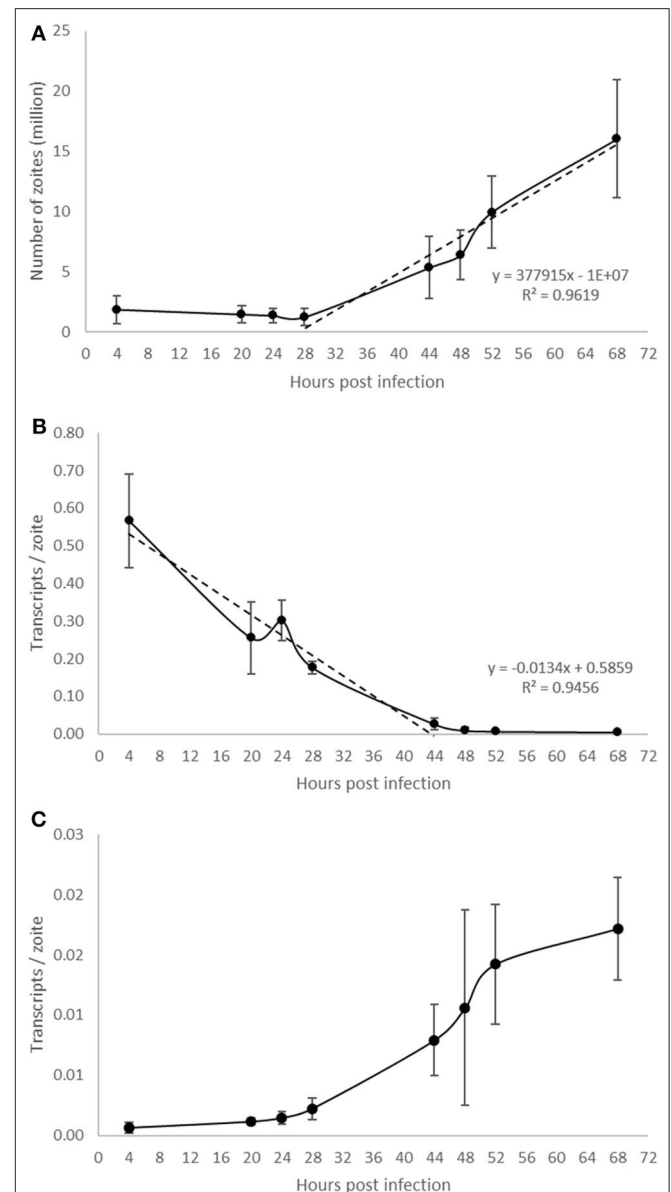 A
25
20
15
10
5
0
Number of zoites (million)
y = 377915x - 1E+07
R² = 0.9619
0 4 8 12 16 20 24 28 32 36 40 44 48 52 56 60 64 68 72
Hours post infection
B
0.80
0.70
0.60
0.50
0.40
0.30
0.20
0.10
0.00
Transcripts / zoite
y = -0.0134x + 0.5859
R² = 0.9456
0 4 8 12 16 20 24 28 32 36 40 44 48 52 56 60 64 68 72
Hours post infection
C
0.03
0.02
0.02
0.01
0.01
0.00
Transcripts / zoite
0 4 8 12 16 20 24 28 32 36 40 44 48 52 56 60 64 68 72
Hours post infection